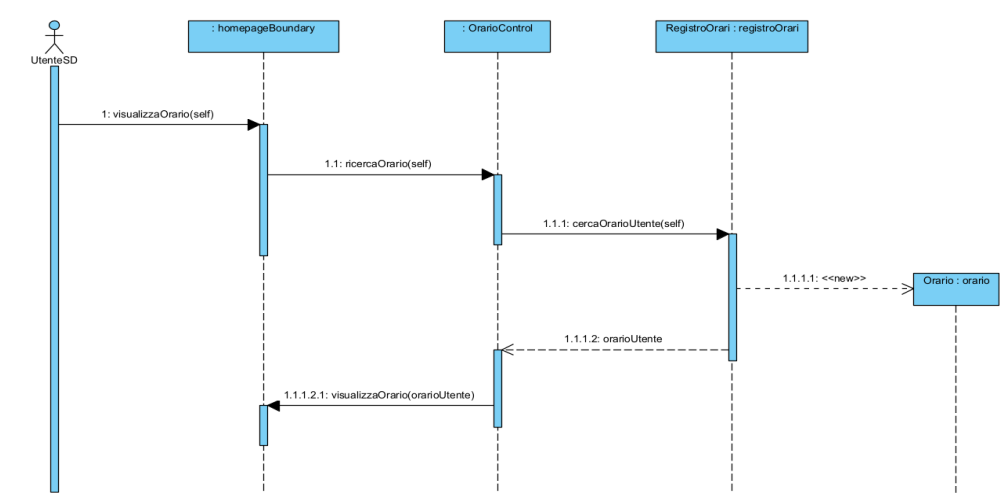 : homepageBoundary
: OrarioControl
RegistroOrari : registroOrari
UtenteSD
1: visualizzaOrario(self)
1.1: ricercaOrario(self)
1.1.1: cercaOrarioUtente(self)
1.1.1.1: <<new>>
Orario : orario
1.1.1.2: orarioUtente
1.1.1.2.1: visualizzaOrario(orarioUtente)